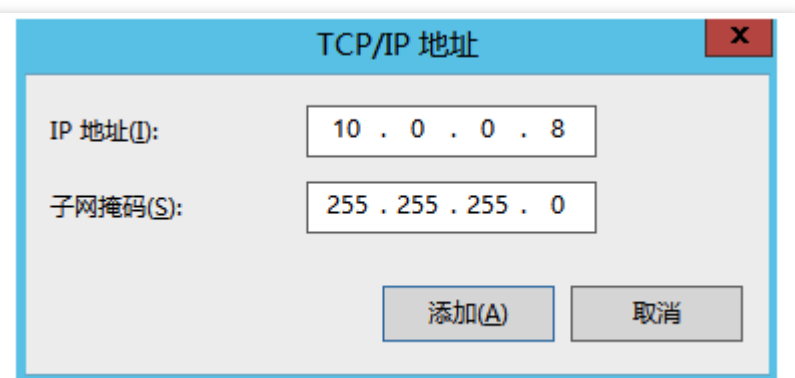 TCP/IP 地址
x
IP 地址(I): 10 . 0 . 0 . 8
子网掩码(S): 255 . 255 . 255 . 0
添加(A) 取消